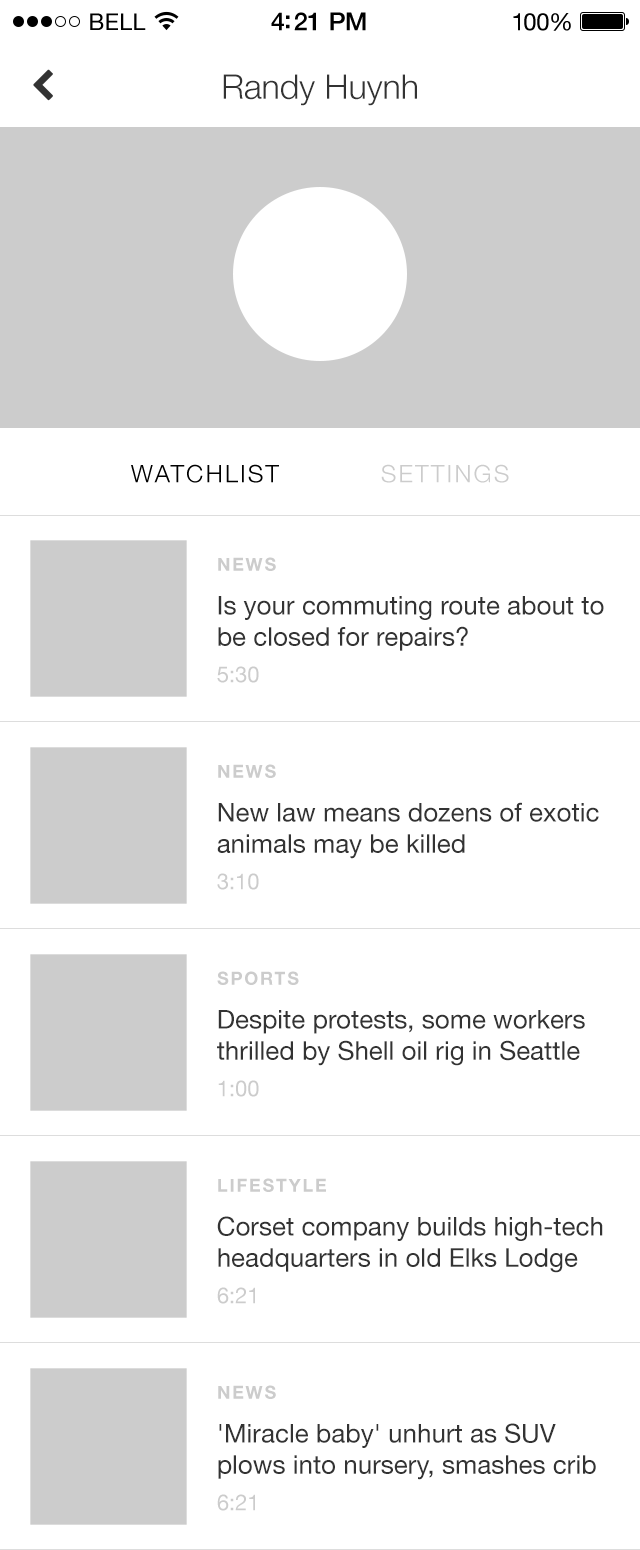 BELL 4:21 PM 100%
Randy Huynh
WATCHLIST SETTINGS
NEWS
Is your commuting route about to
be closed for repairs?
5:30
NEWS
New law means dozens of exotic
animals may be killed
3:10
SPORTS
Despite protests, some workers
thrilled by Shell oil rig in Seattle
1:00
LIFESTYLE
Corset company builds high-tech
headquarters in old Elks Lodge
6:21
NEWS
'Miracle baby' unhurt as SUV
plows into nursery, smashes crib
6:21